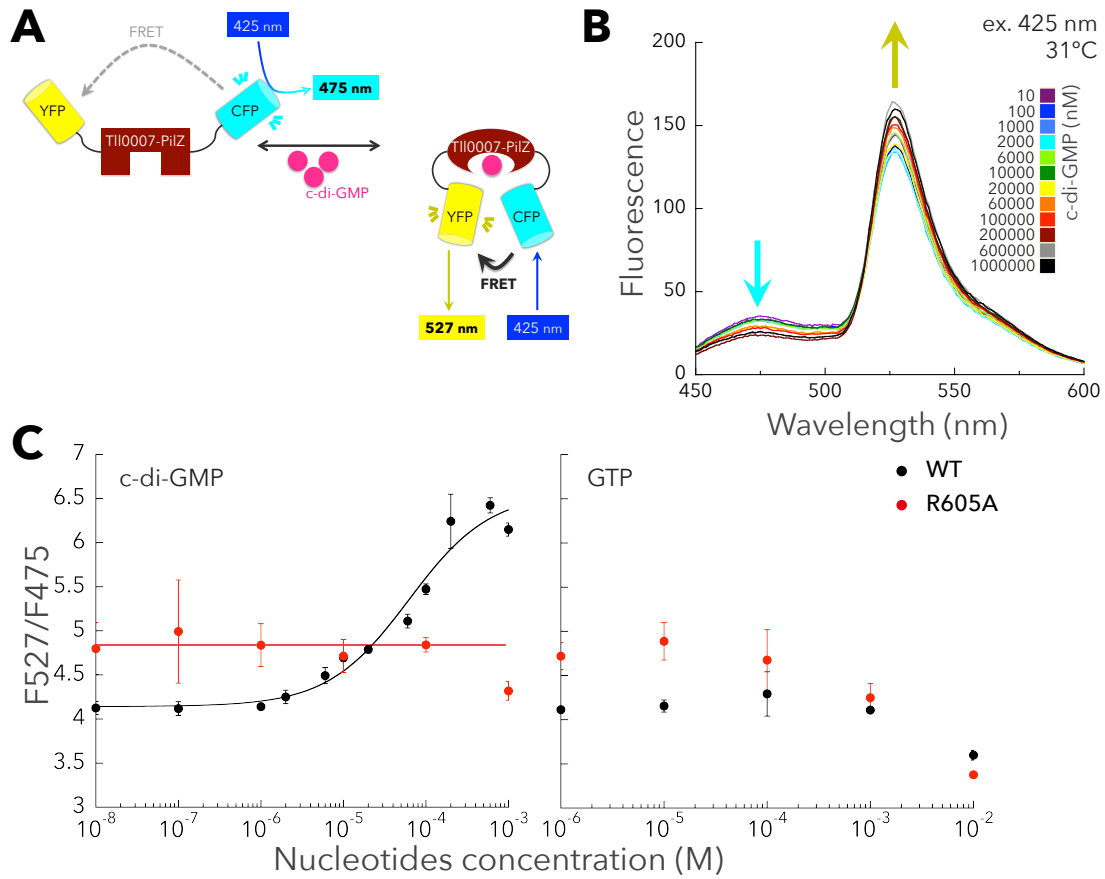 A
FRET
425 nm
475 nm
YFP
CFP
Tll0007-PilZ
c-di-GMP
Tll0007-PilZ
YFP
CFP
FRET
527 nm
425 nm
B
ex. 425 nm
31ºC
200
150
100
50
0
Fluorescence
450
500
550
600
Wavelength (nm)
10
100
1000
2000
6000
10000
20000
60000
100000
200000
600000
1000000
c-di-GMP (nM)
C
c-di-GMP
GTP
WT
R605A
7
6.5
6
5.5
5
4.5
4
3.5
3
F527/F475
10⁻⁸
10⁻⁷
10⁻⁶
10⁻⁵
10⁻⁴
10⁻³
10⁻⁶
10⁻⁵
10⁻⁴
10⁻³
10⁻²
Nucleotides concentration (M)